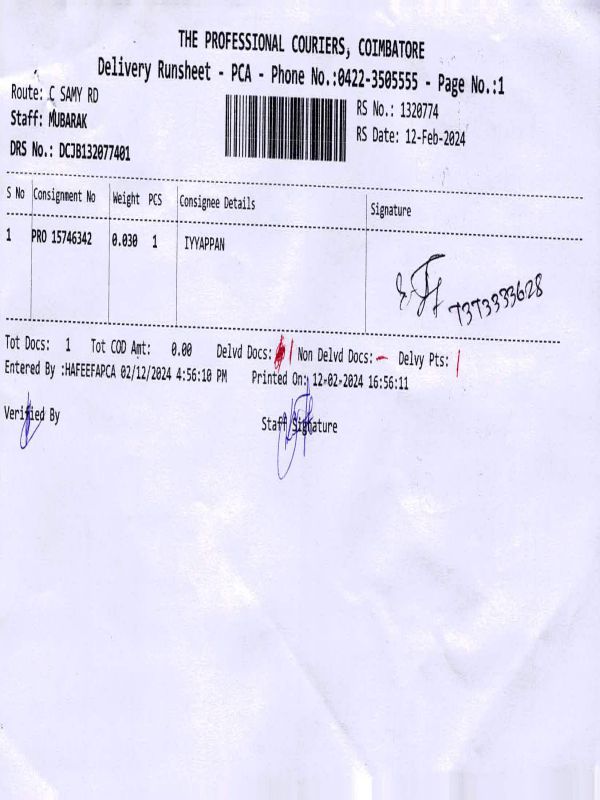 THE PROFESSIONAL COURIERS, COIMBATORE
Delivery Runsheet - PCA - Phone No.:0422-3505555 - Page No.:1
Route: C SAMY RD
RS No.: 1320774
Staff: MUBARAK
RS Date: 12-Feb-2024
DRS No.: DCJB132077401
S No Consignment No Weight PCS Consignee Details Signature
1 PRO 15746342 0.030 1 IYYAPPAN
7373333628
Tot Docs: 1 Tot COD Amt: 0.00 Delvd Docs: 1 Non Delvd Docs: - Delvy Pts: 1
Entered By :HAFEEFAPCA 02/12/2024 4:56:10 PM Printed On: 12-02-2024 16:56:11
Verified By Staff Signature